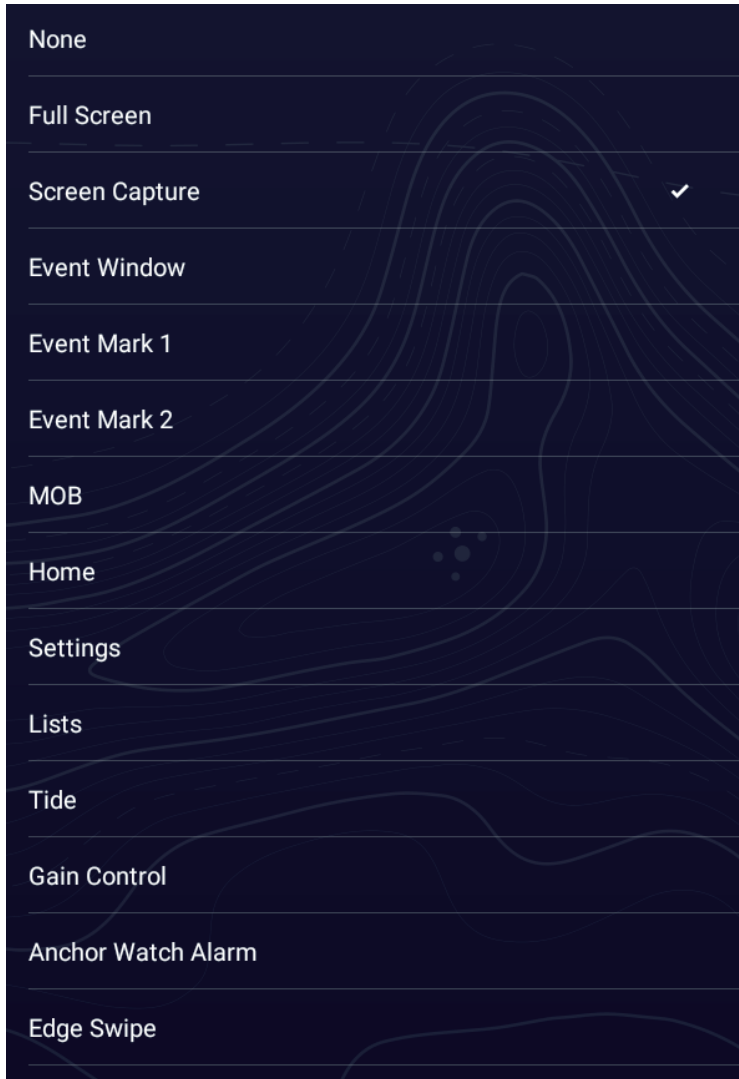 None
Full Screen
Screen Capture
Event Window
Event Mark 1
Event Mark 2
MOB
Home
Settings
Lists
Tide
Gain Control
Anchor Watch Alarm
Edge Swipe